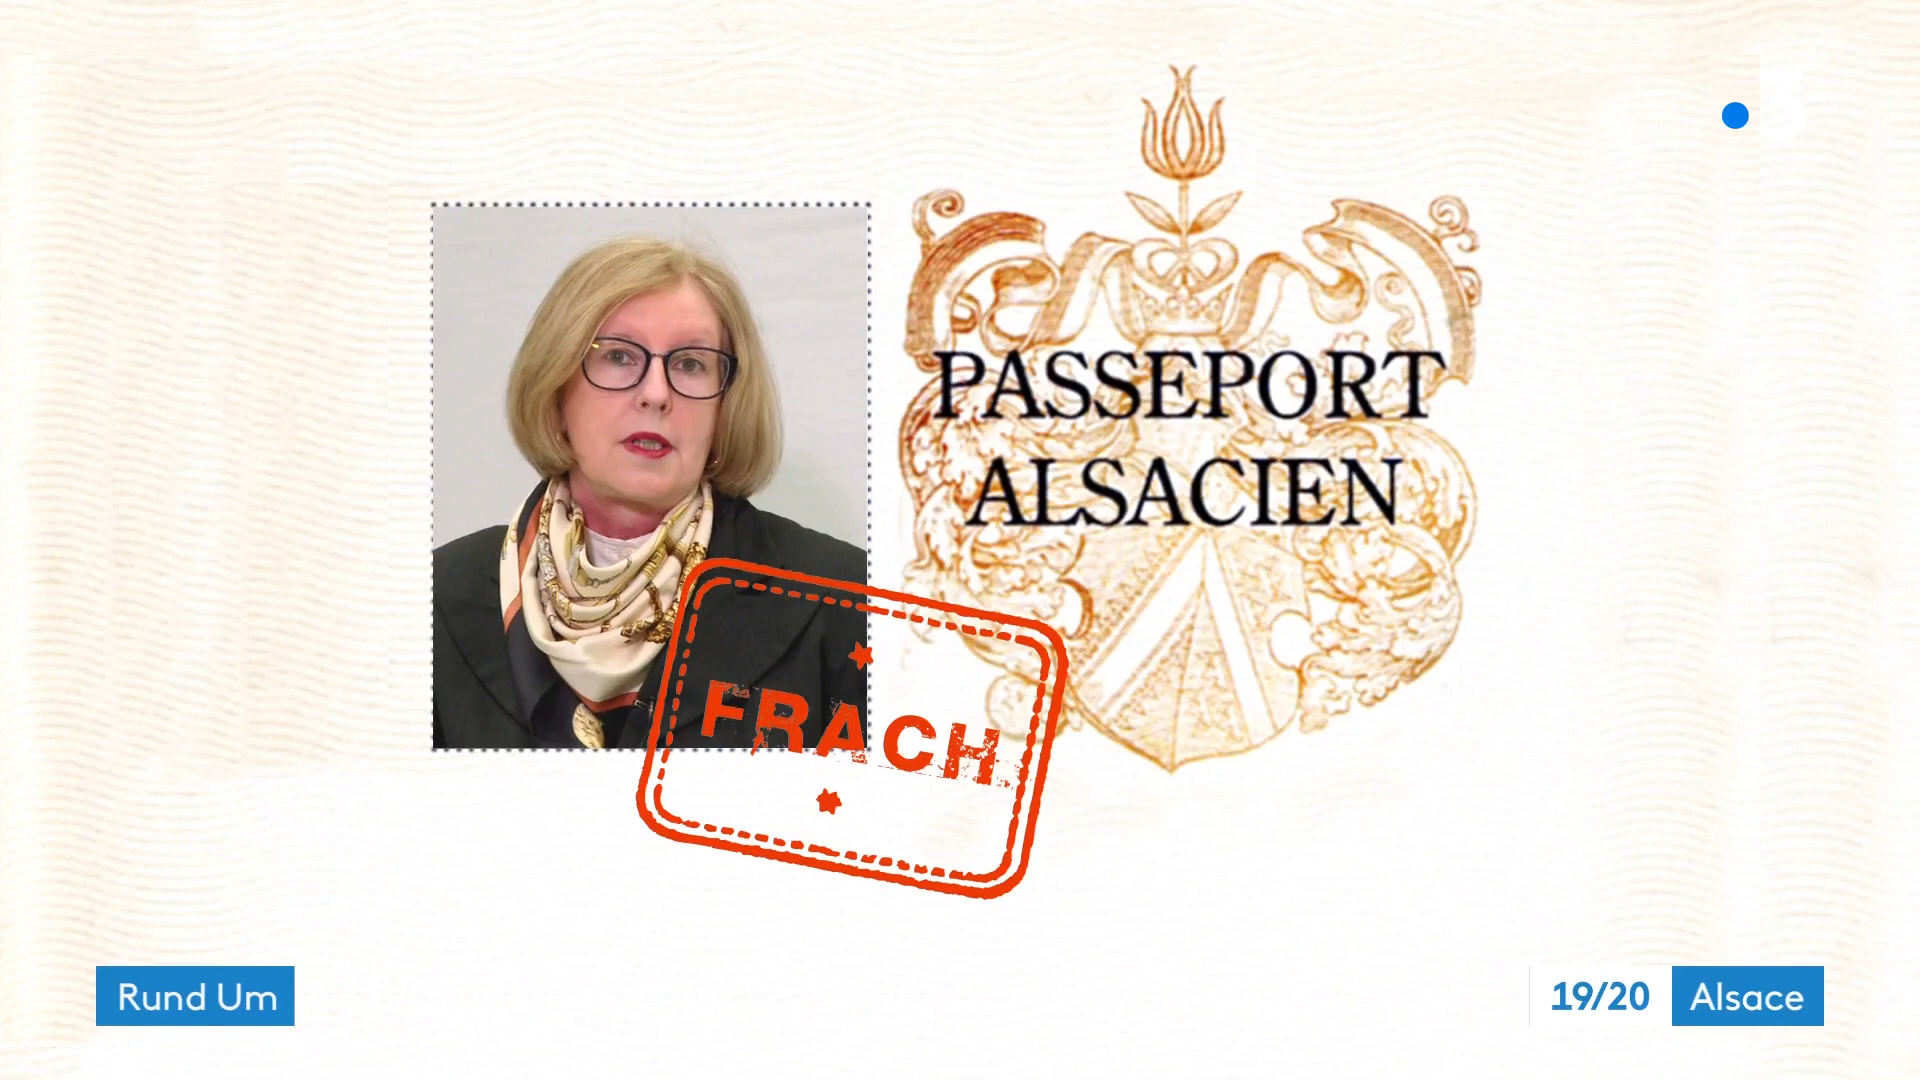 PASSEPORT
ALSACIEN
FRACH
Rund Um
19/20 Alsace